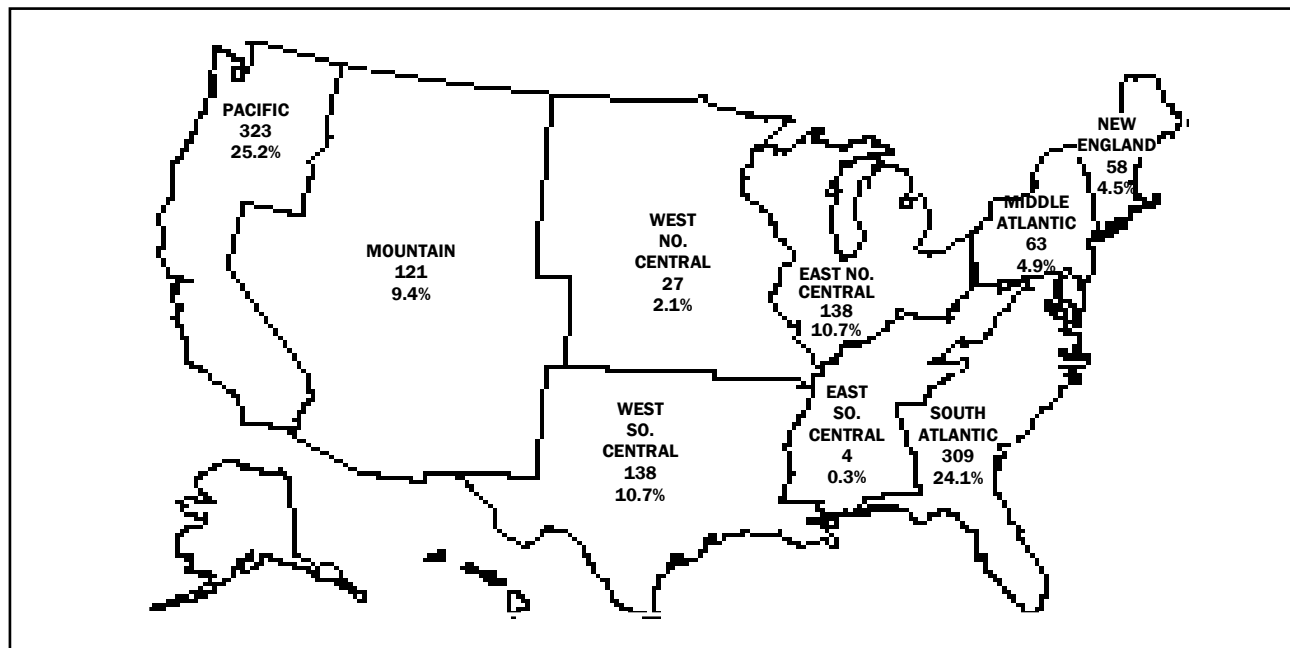 PACIFIC
323
25.2%
MOUNTAIN
121
9.4%
WEST
NO.
CENTRAL
27
2.1%
WEST
SO.
CENTRAL
138
10.7%
EAST NO.
CENTRAL
138
10.7%
EAST
SO.
CENTRAL
4
0.3%
SOUTH
ATLANTIC
309
24.1%
MIDDLE
ATLANTIC
63
4.9%
NEW
ENGLAND
58
4.5%